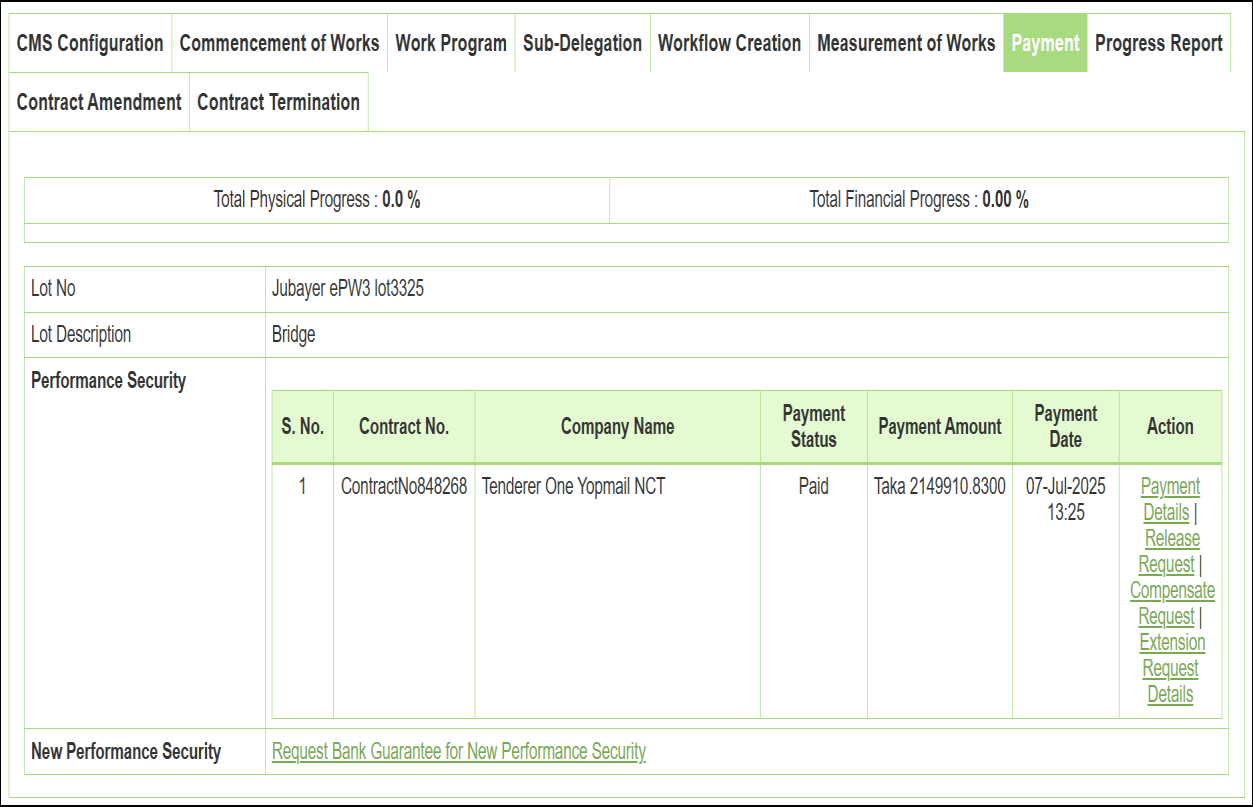 CMS Configuration Commencement of Works Work Program Sub-Delegation Workflow Creation Measurement of Works Payment Progress Report
Contract Amendment Contract Termination
Total Physical Progress : 0.0 % Total Financial Progress : 0.00 %
Lot No Jubayer ePW3 lot3325
Lot Description Bridge
Performance Security
S. No. Contract No. Company Name Payment Status Payment Amount Payment Date Action
1 ContractNo848268 Tenderer One Yopmail NCT Paid Taka 2149910.8300 07-Jul-2025 13:25
Payment
Details |
Release
Request |
Compensate
Request |
Extension
Request
Details
New Performance Security Request Bank Guarantee for New Performance Security